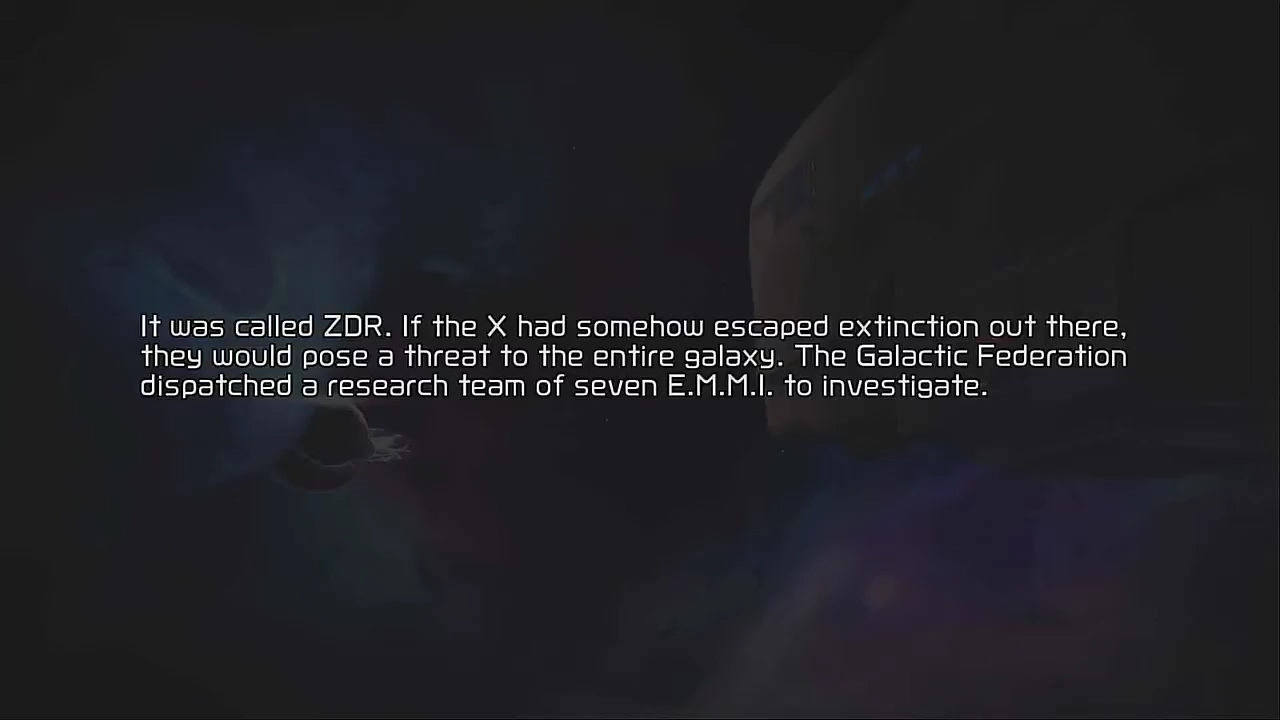 It was called ZDR. If the X had somehow escaped extinction out there,
they would pose a threat to the entire galaxy. The Galactic Federation
dispatched a research team of seven E.M.M.I. to investigate.